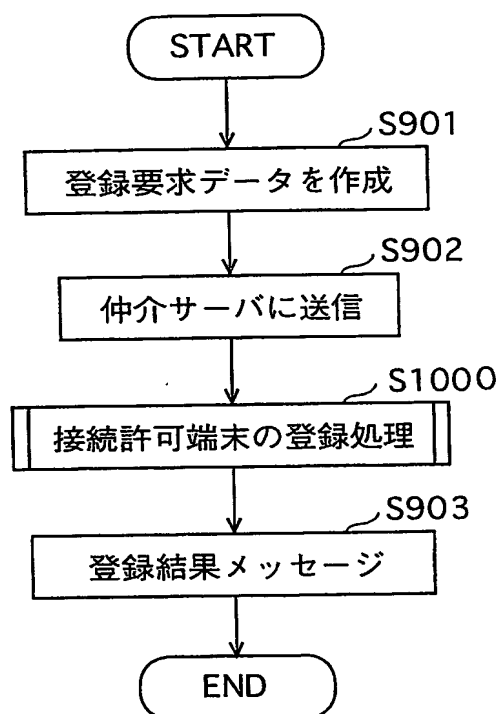 START
S901
登録要求データを作成
S902
仲介サーバに送信
S1000
接続許可端末の登録処理
S903
登録結果メッセージ
END